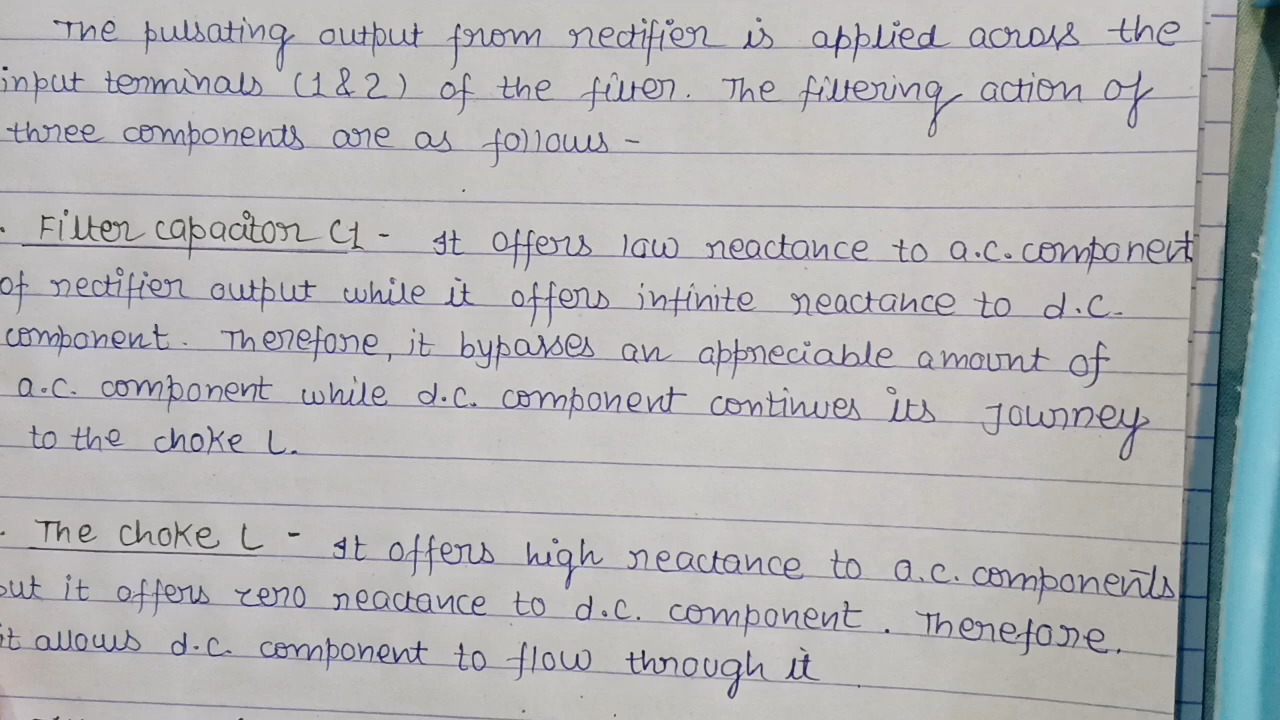 The pulsating output from rectifier is applied across the
input terminals (1&2) of the filter. The filtering action of
three components are as follows -
. Filter capacitor C1 - It offers low reactance to a.c. component
of rectifier output while it offers infinite reactance to d.c.
component. Therefore, it bypasses an appreciable amount of
a.c. component while d.c. component continues its Journey
to the choke L.
. The choke L - It offers high reactance to a.c. components
but it offers zero reactance to d.c. component. Therefore.
it allows d.c. component to flow through it